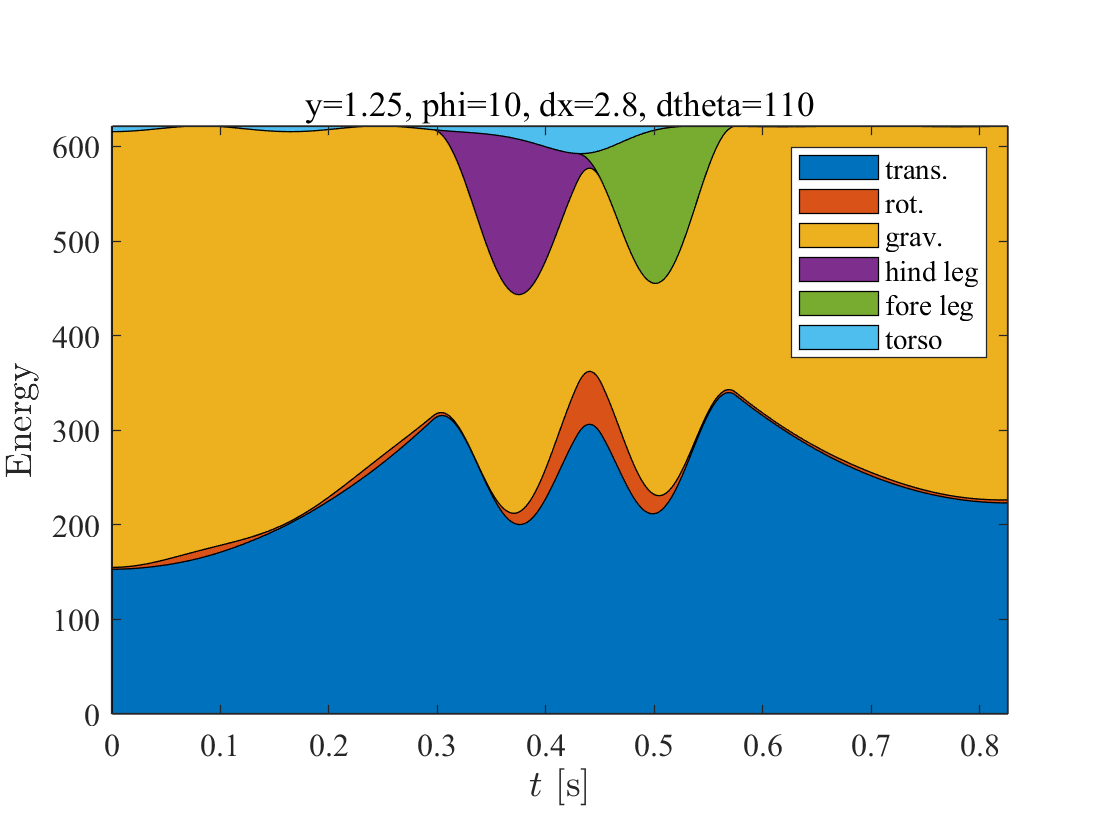 y=1.25, phi=10, dx=2.8, dtheta=110
600
500
400
300
200
100
0
Energy
trans.
rot.
grav.
hind leg
fore leg
torso
0 0.1 0.2 0.3 0.4 0.5 0.6 0.7 0.8
t [s]